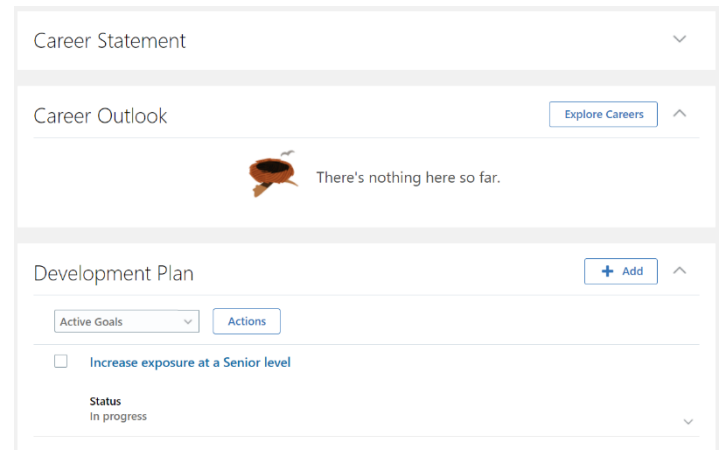 Career Statement
Career Outlook
Explore Careers
There's nothing here so far.
Development Plan
Add
Active Goals
Actions
Increase exposure at a Senior level
Status
In progress